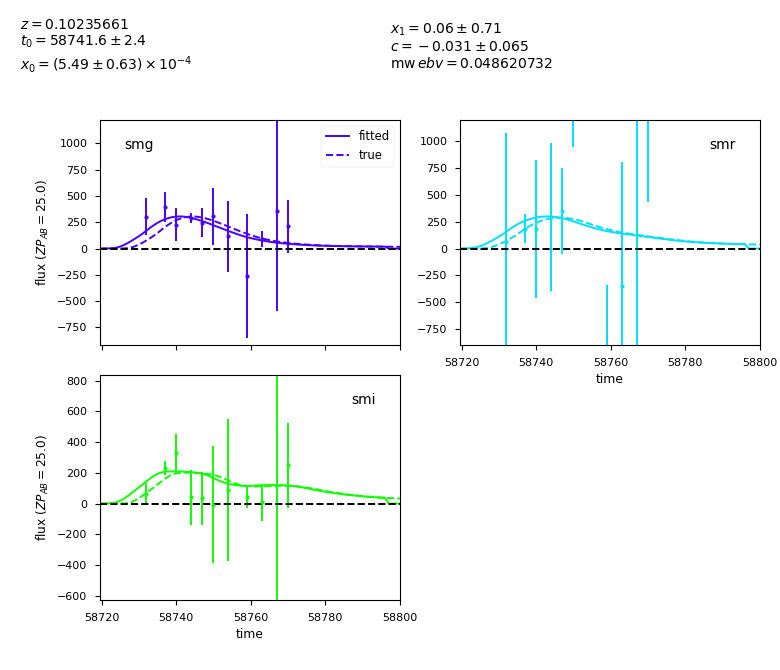 z = 0.10235661
t₀ = 58741.6 ± 2.4
x₀ = (5.49 ± 0.63) × 10⁻⁴
x₁ = 0.06 ± 0.71
c = −0.031 ± 0.065
mw ebv = 0.048620732
smg
fitted
true
1000
750
500
250
0
−250
−500
−750
flux (ZP_AB = 25.0)
smr
1000
750
500
250
0
−250
−500
−750
58720 58740 58760 58780 58800
time
smi
800
600
400
200
0
−200
−400
−600
flux (ZP_AB = 25.0)
58720 58740 58760 58780 58800
time